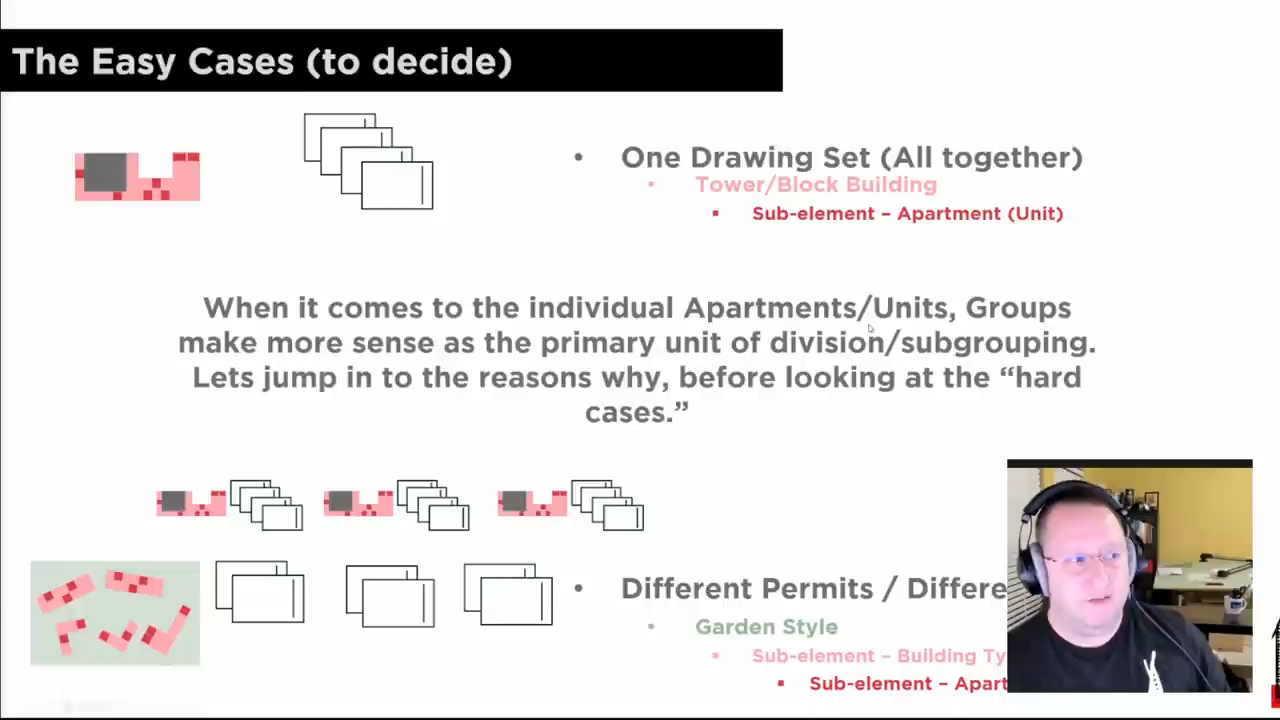 The Easy Cases (to decide)
• One Drawing Set (All together)
• Tower/Block Building
▪ Sub-element – Apartment (Unit)
When it comes to the individual Apartments/Units, Groups
make more sense as the primary unit of division/subgrouping.
Lets jump in to the reasons why, before looking at the “hard
cases.”
• Different Permits / Differe
• Garden Style
▪ Sub-element – Building Ty
▪ Sub-element – Apart